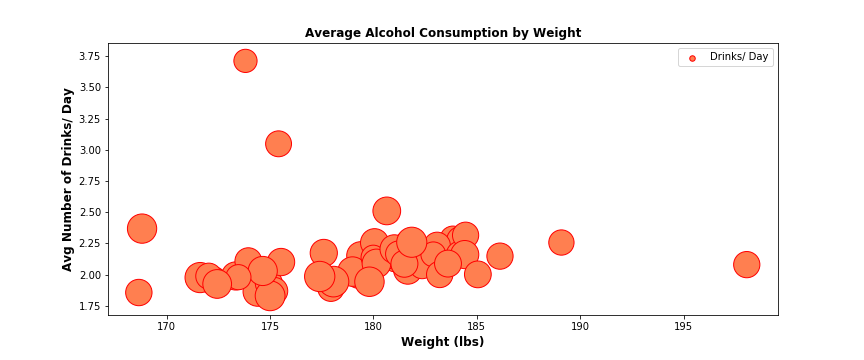 Average Alcohol Consumption by Weight
Drinks/ Day
Avg Number of Drinks/ Day
3.75
3.50
3.25
3.00
2.75
2.50
2.25
2.00
1.75
170 175 180 185 190 195
Weight (lbs)